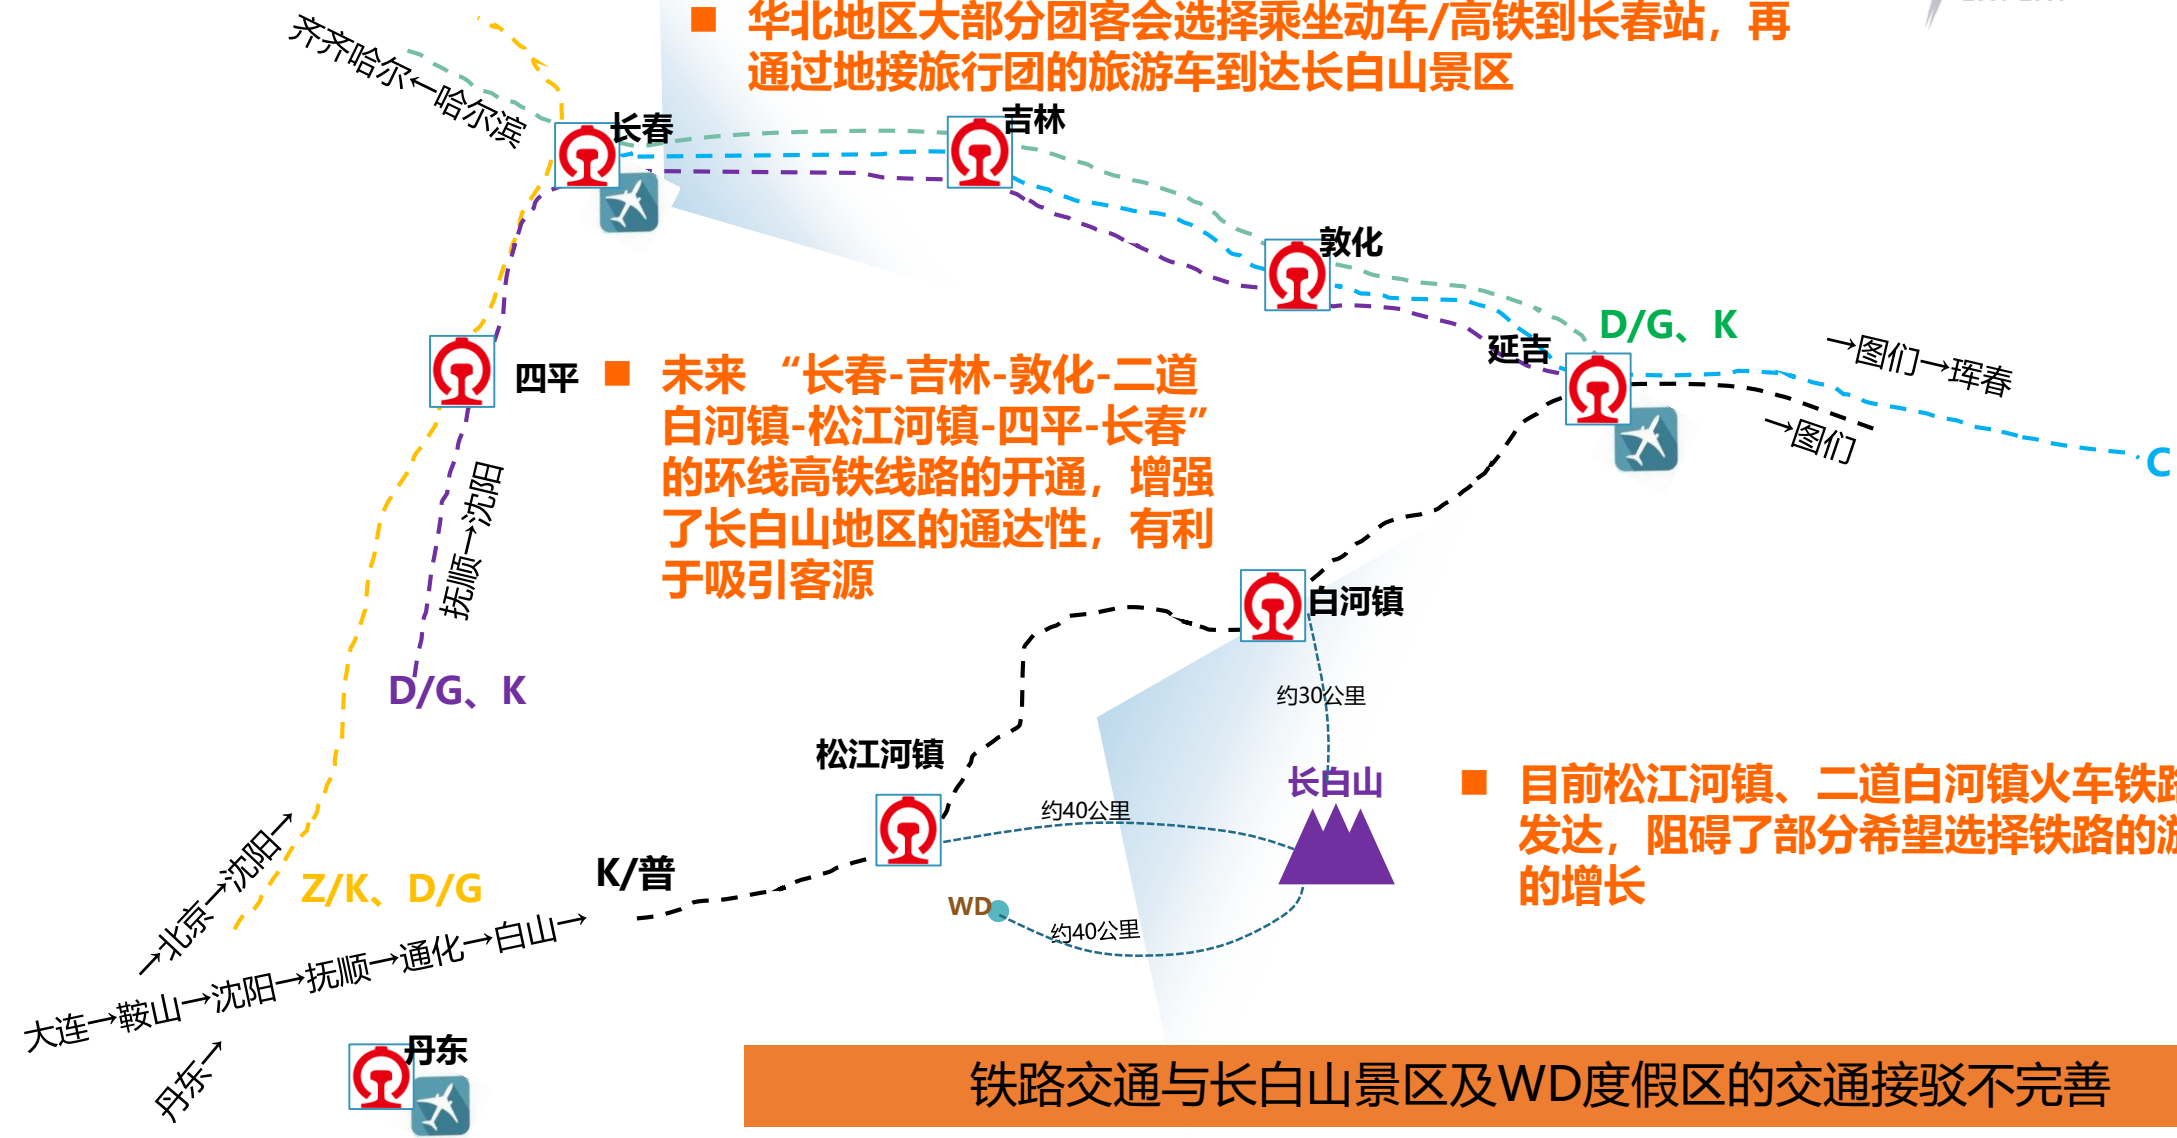 华北地区大部分团客会选择乘坐动车/高铁到长春站，再
通过地接旅行团的旅游车到达长白山景区
齐齐哈尔←哈尔滨
长春
吉林
敦化
延吉
D/G、K
→图们→珲春
→图们
C
四平
未来 “长春-吉林-敦化-二道
白河镇-松江河镇-四平-长春”
的环线高铁线路的开通，增强
了长白山地区的通达性，有利
于吸引客源
抚顺→沈阳
D/G、K
白河镇
约30公里
松江河镇
长白山
约40公里
目前松江河镇、二道白河镇火车铁
发达，阻碍了部分希望选择铁路的
的增长
K/普
Z/K、D/G
WD
约40公里
→北京→沈阳→
大连→鞍山→沈阳→抚顺→通化→白山→
丹东→
丹东
铁路交通与长白山景区及WD度假区的交通接驳不完善